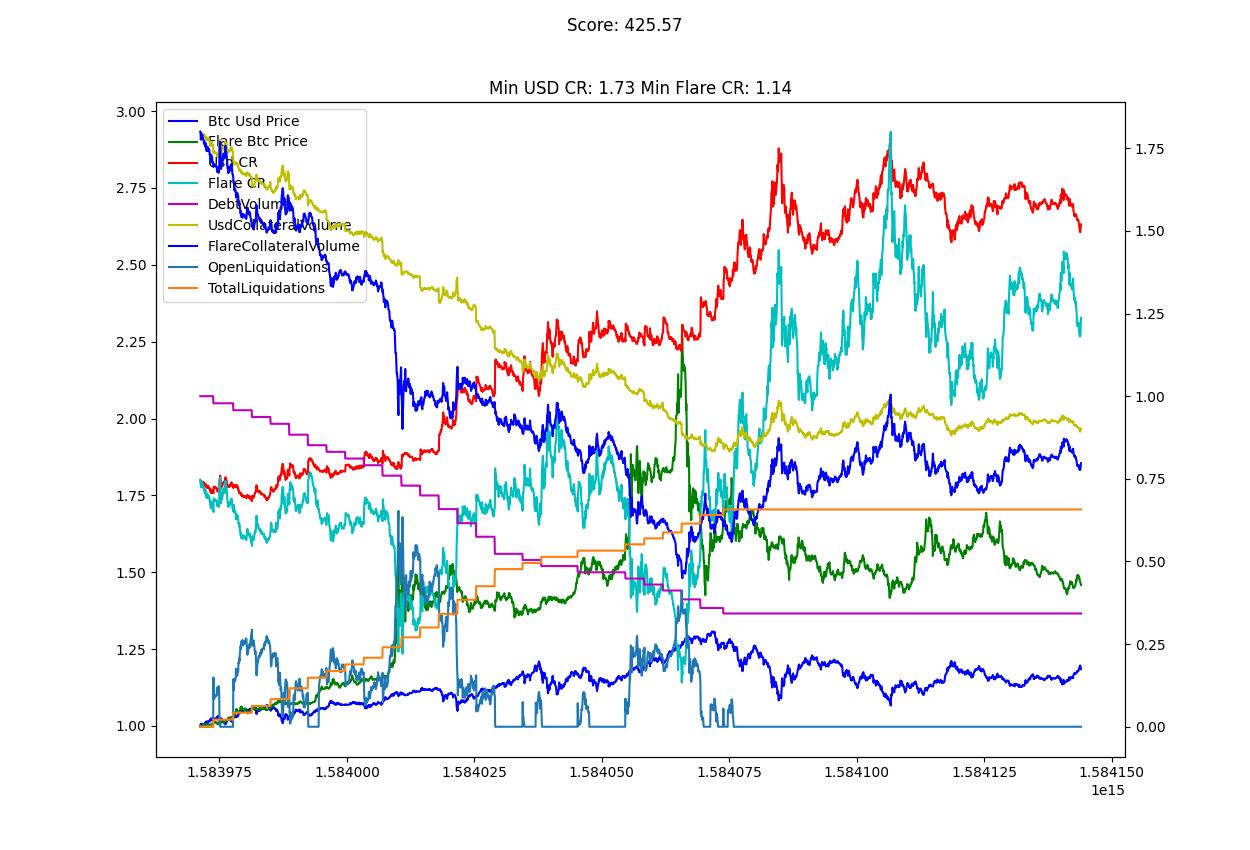 Score: 425.57
Min USD CR: 1.73 Min Flare CR: 1.14
Btc Usd Price
Flare Btc Price
Usd CR
Flare CR
DebtVolume
UsdCollateralVolume
FlareCollateralVolume
OpenLiquidations
TotalLiquidations
3.00
2.75
2.50
2.25
2.00
1.75
1.50
1.25
1.00
1.75
1.50
1.25
1.00
0.75
0.50
0.25
0.00
1.583975 1.584000 1.584025 1.584050 1.584075 1.584100 1.584125 1.584150
1e15